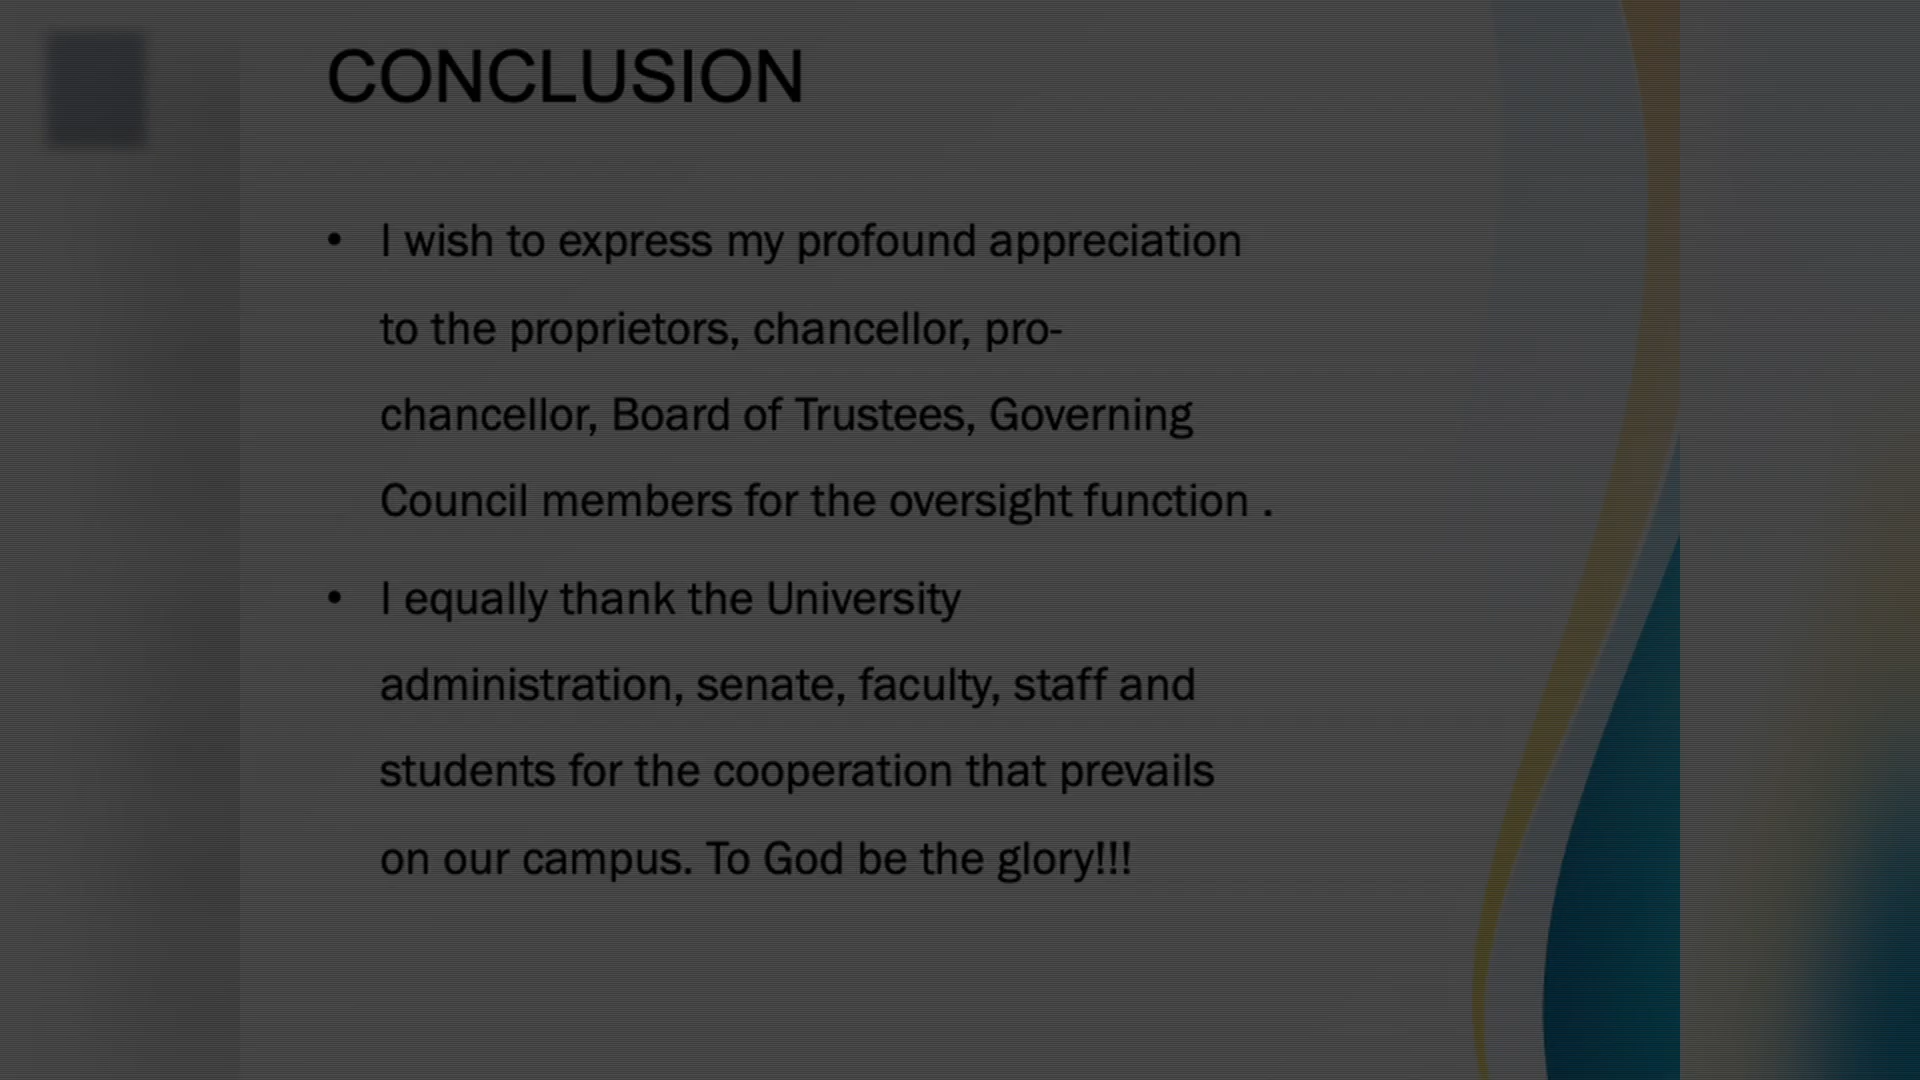 CONCLUSION
• I wish to express my profound appreciation
to the proprietors, chancellor, pro-
chancellor, Board of Trustees, Governing
Council members for the oversight function .
• I equally thank the University
administration, senate, faculty, staff and
students for the cooperation that prevails
on our campus. To God be the glory!!!